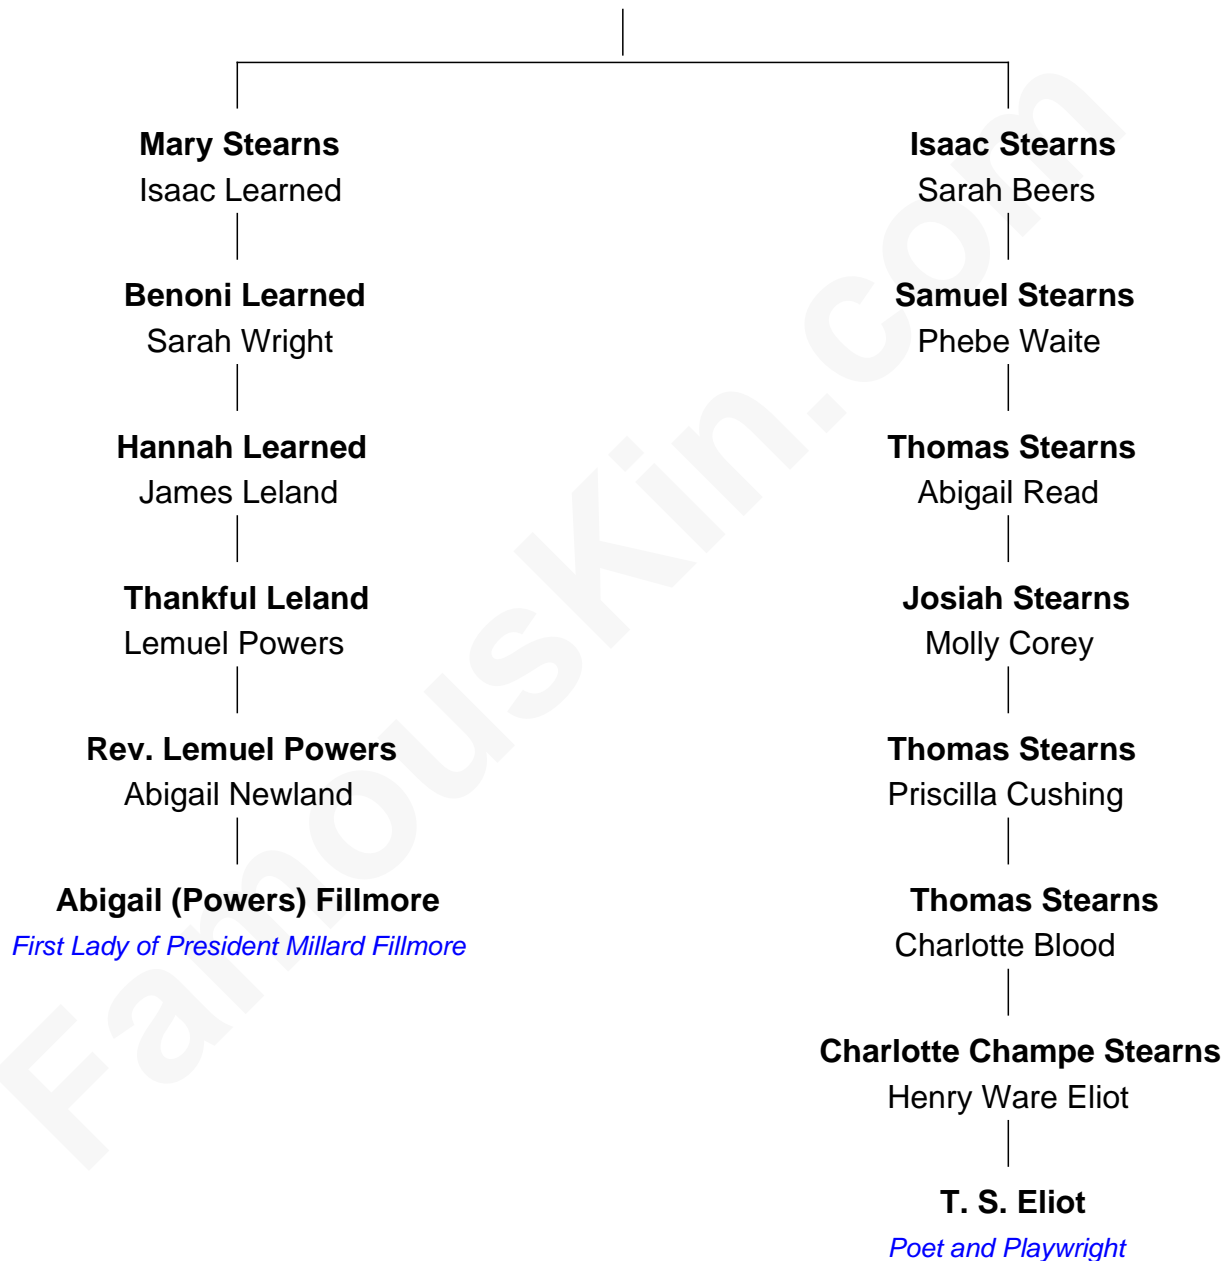 Mary Stearns
Isaac Learned
Benoni Learned
Sarah Wright
Hannah Learned
James Leland
Thankful Leland
Lemuel Powers
Rev. Lemuel Powers
Abigail Newland
Abigail (Powers) Fillmore
First Lady of President Millard Fillmore
Isaac Stearns
Sarah Beers
Samuel Stearns
Phebe Waite
Thomas Stearns
Abigail Read
Josiah Stearns
Molly Corey
Thomas Stearns
Priscilla Cushing
Thomas Stearns
Charlotte Blood
Charlotte Champe Stearns
Henry Ware Eliot
T. S. Eliot
Poet and Playwright
FamousKin.com